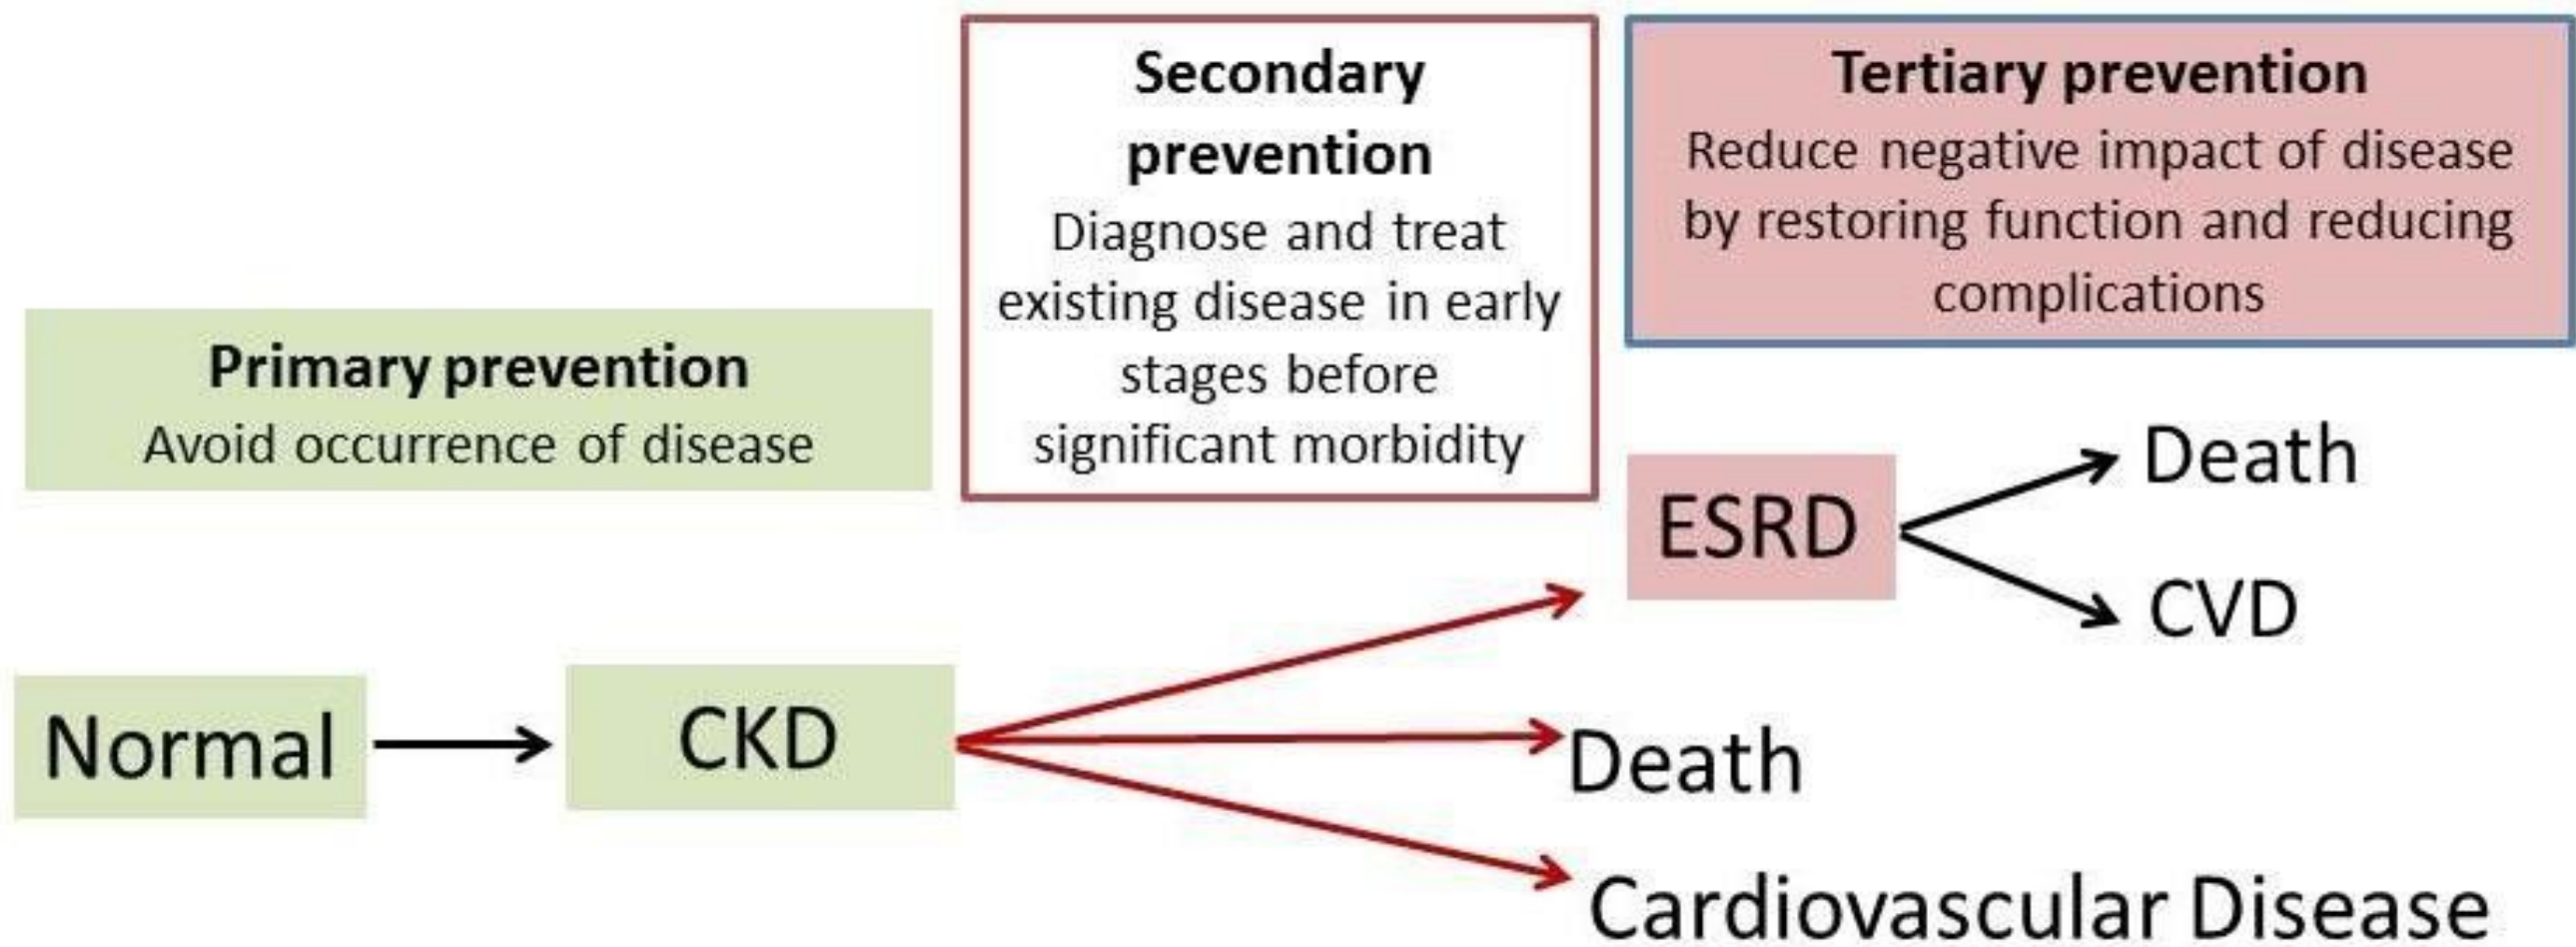 Primary prevention
Avoid occurrence of disease
Secondary
prevention
Diagnose and treat
existing disease in early
stages before
significant morbidity
Tertiary prevention
Reduce negative impact of disease
by restoring function and reducing
complications
Normal
CKD
ESRD
Death
CVD
Death
Cardiovascular Disease